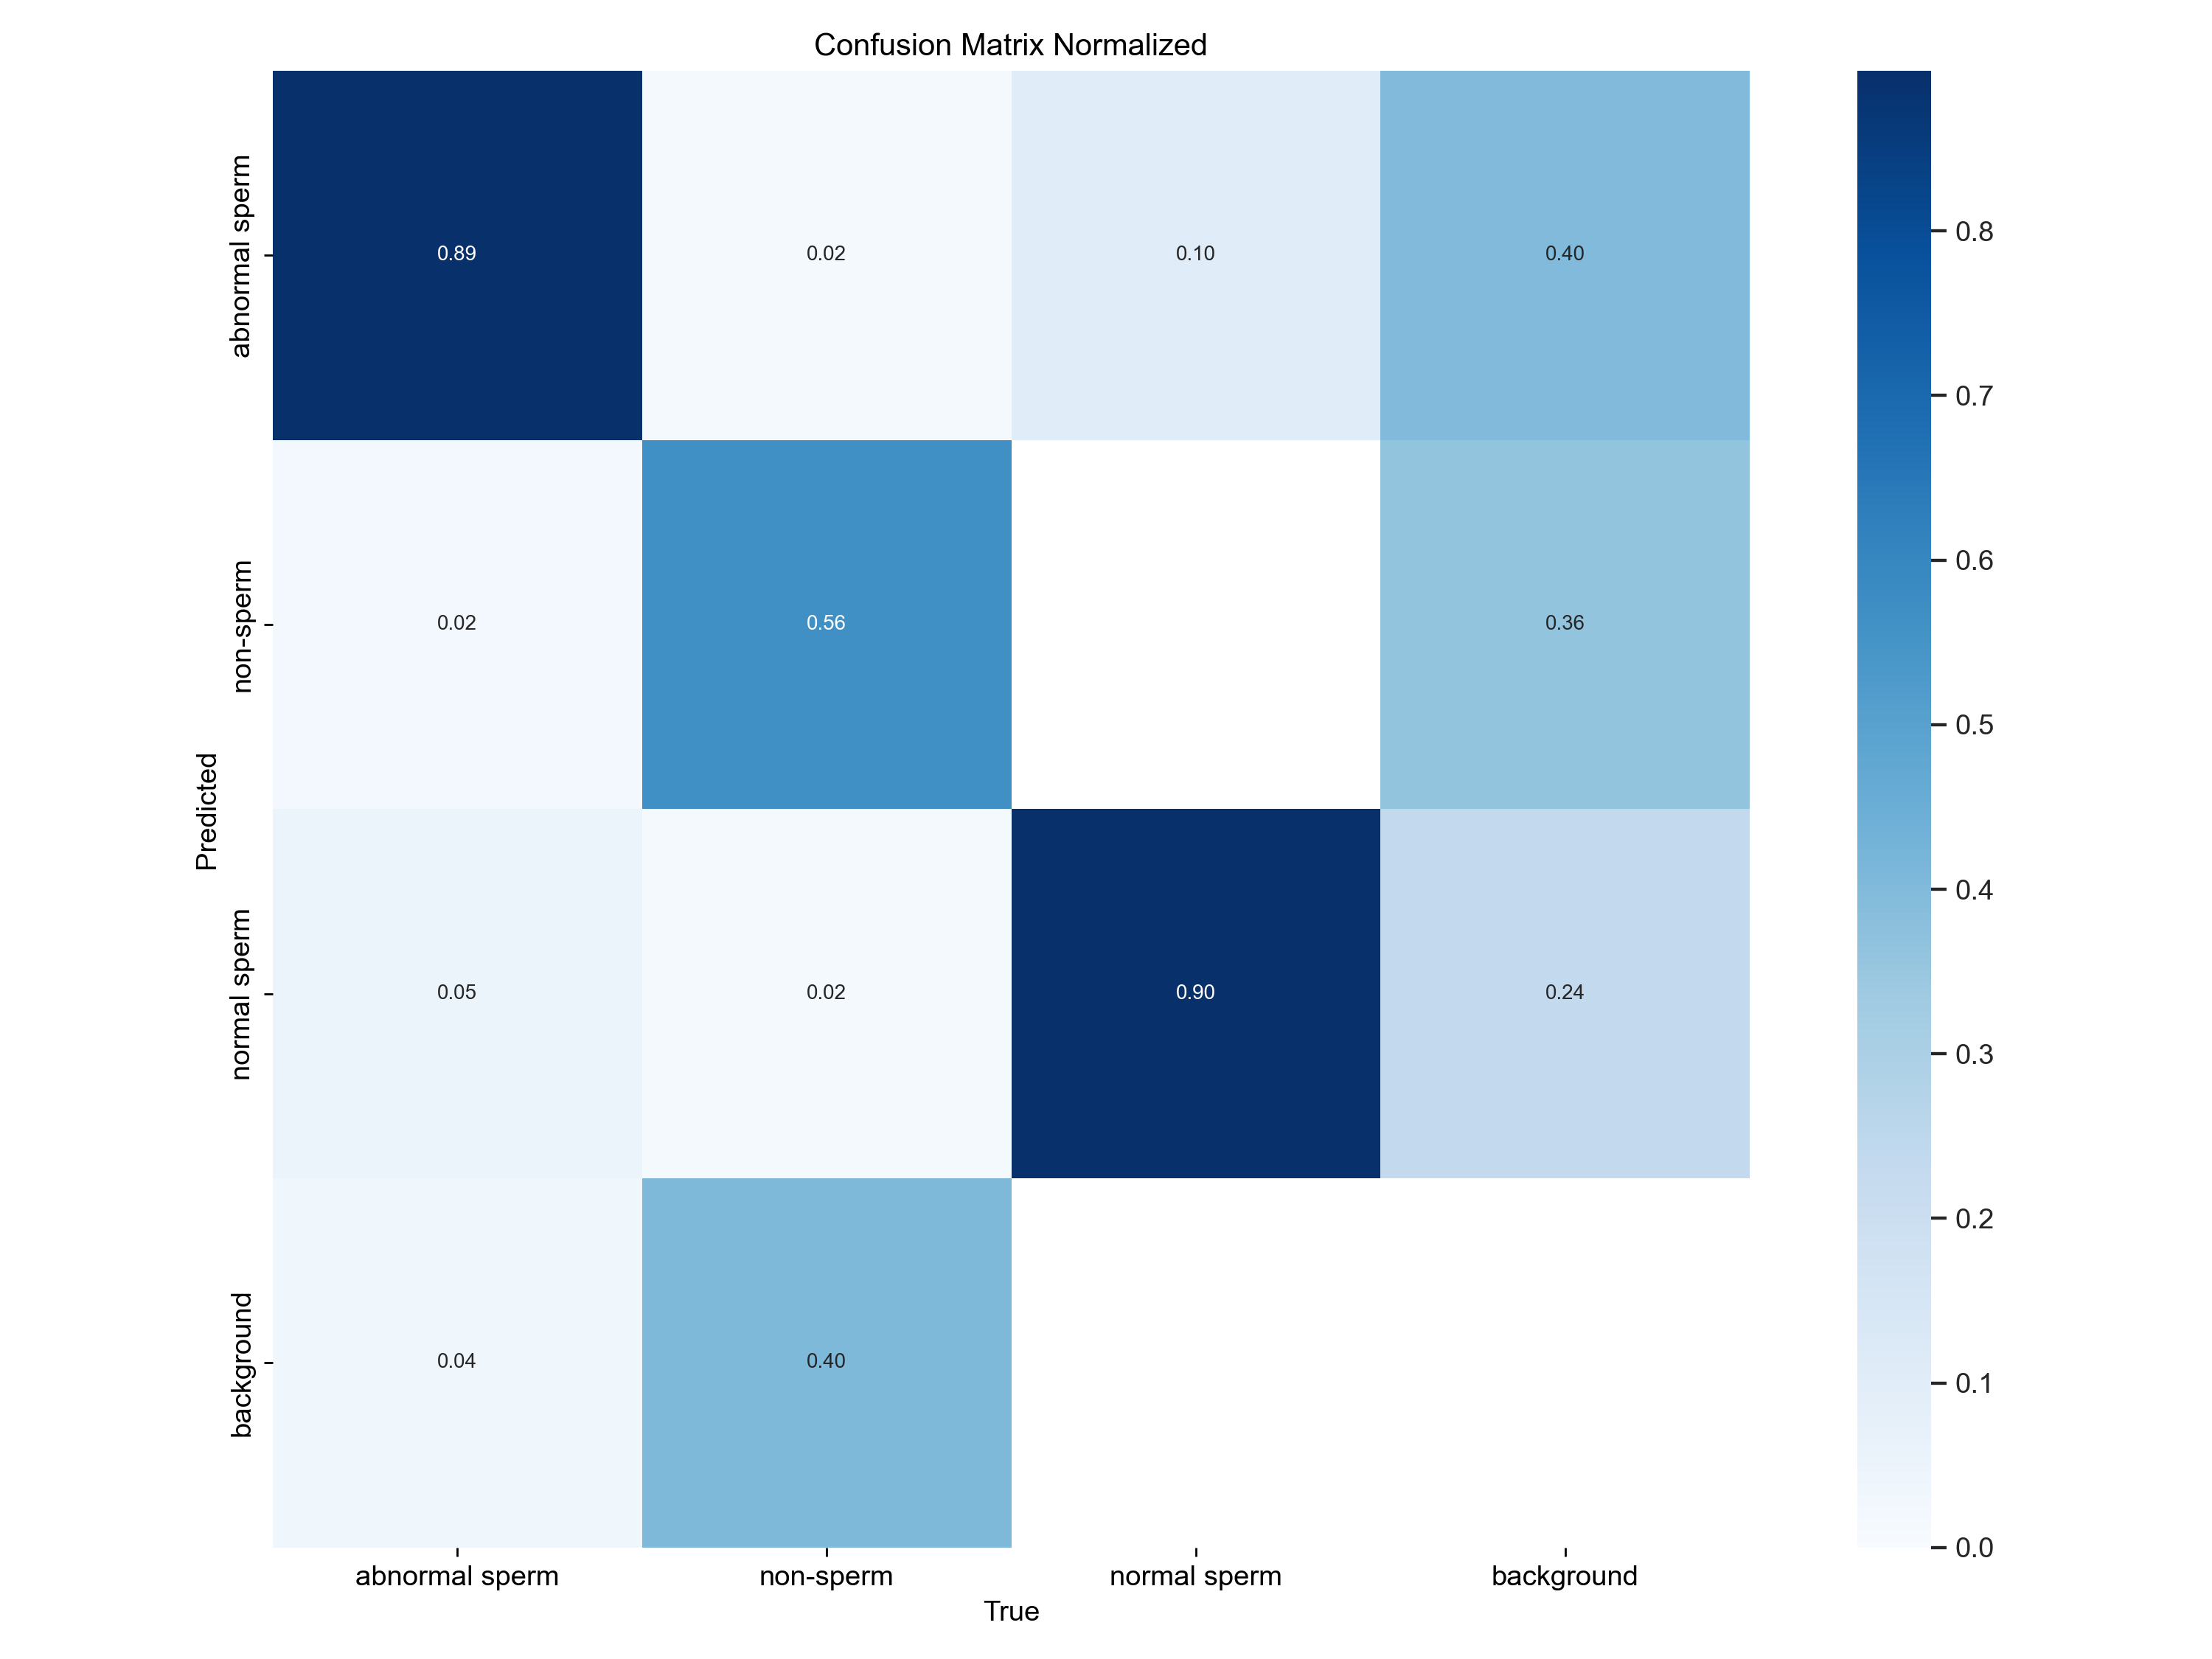 Confusion Matrix Normalized
abnormal sperm
0.89
0.02
0.10
0.40
non-sperm
0.02
0.56
0.36
normal sperm
0.05
0.02
0.90
0.24
background
0.04
0.40
Predicted
abnormal sperm
non-sperm
normal sperm
background
True
0.8
0.7
0.6
0.5
0.4
0.3
0.2
0.1
0.0